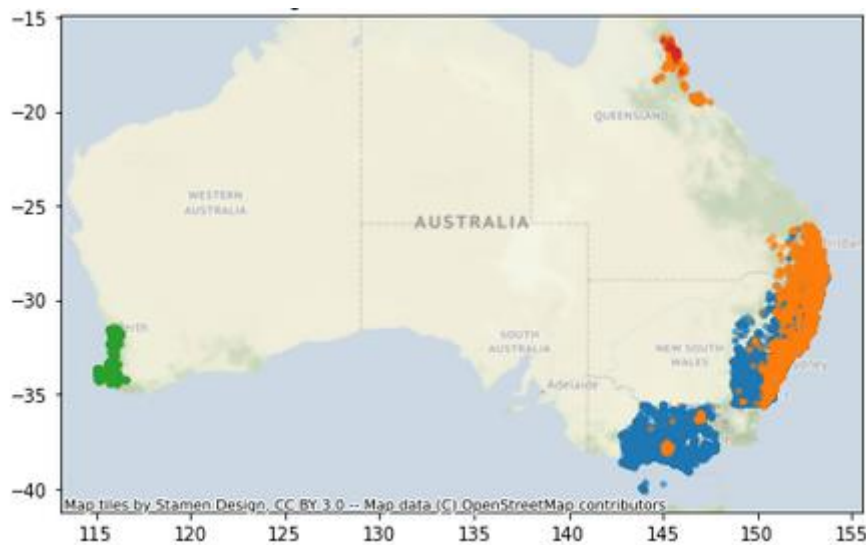 −15
−20
−25
−30
−35
−40
QUEENSLAND
WESTERN
AUSTRALIA
AUSTRALIA
SOUTH
AUSTRALIA
NEW SOUTH
WALES
Adelaide
Map tiles by Stamen Design, CC BY 3.0 -- Map data (C) OpenStreetMap contributors
115 120 125 130 135 140 145 150 155